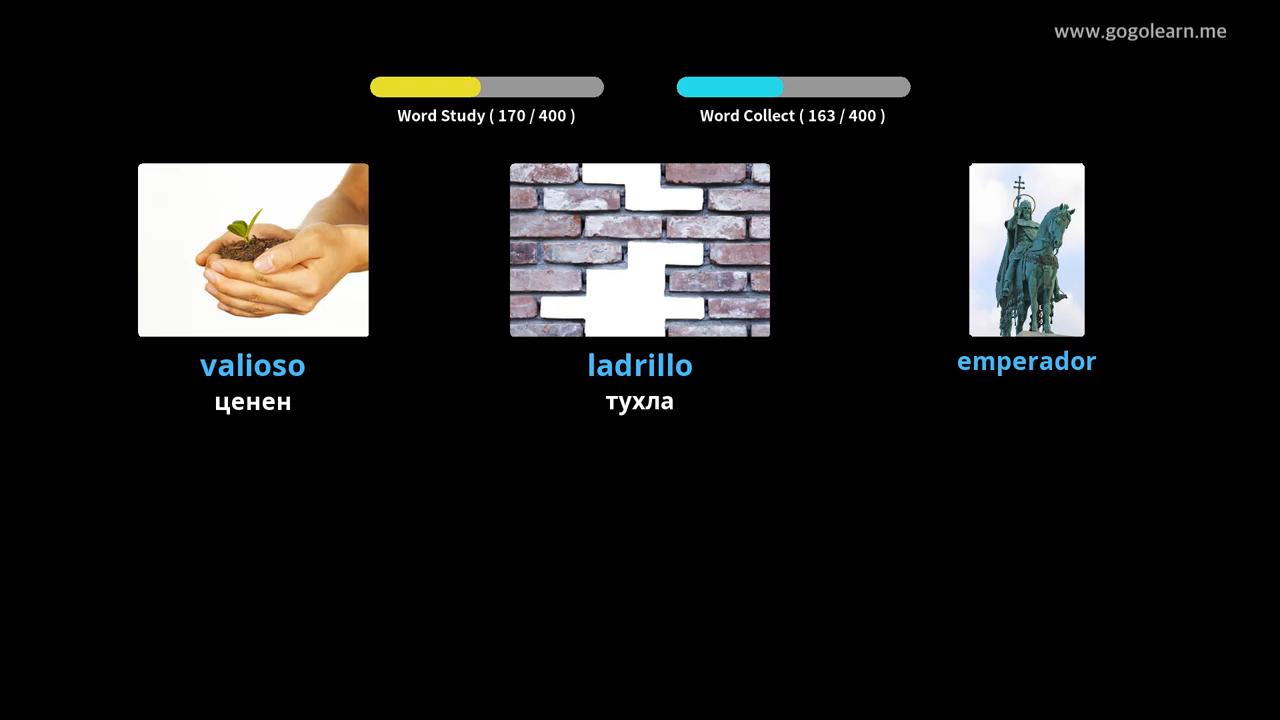 www.gogolearn.me
Word Study ( 170 / 400 )
Word Collect ( 163 / 400 )
valioso
ценен
ladrillo
тухла
emperador